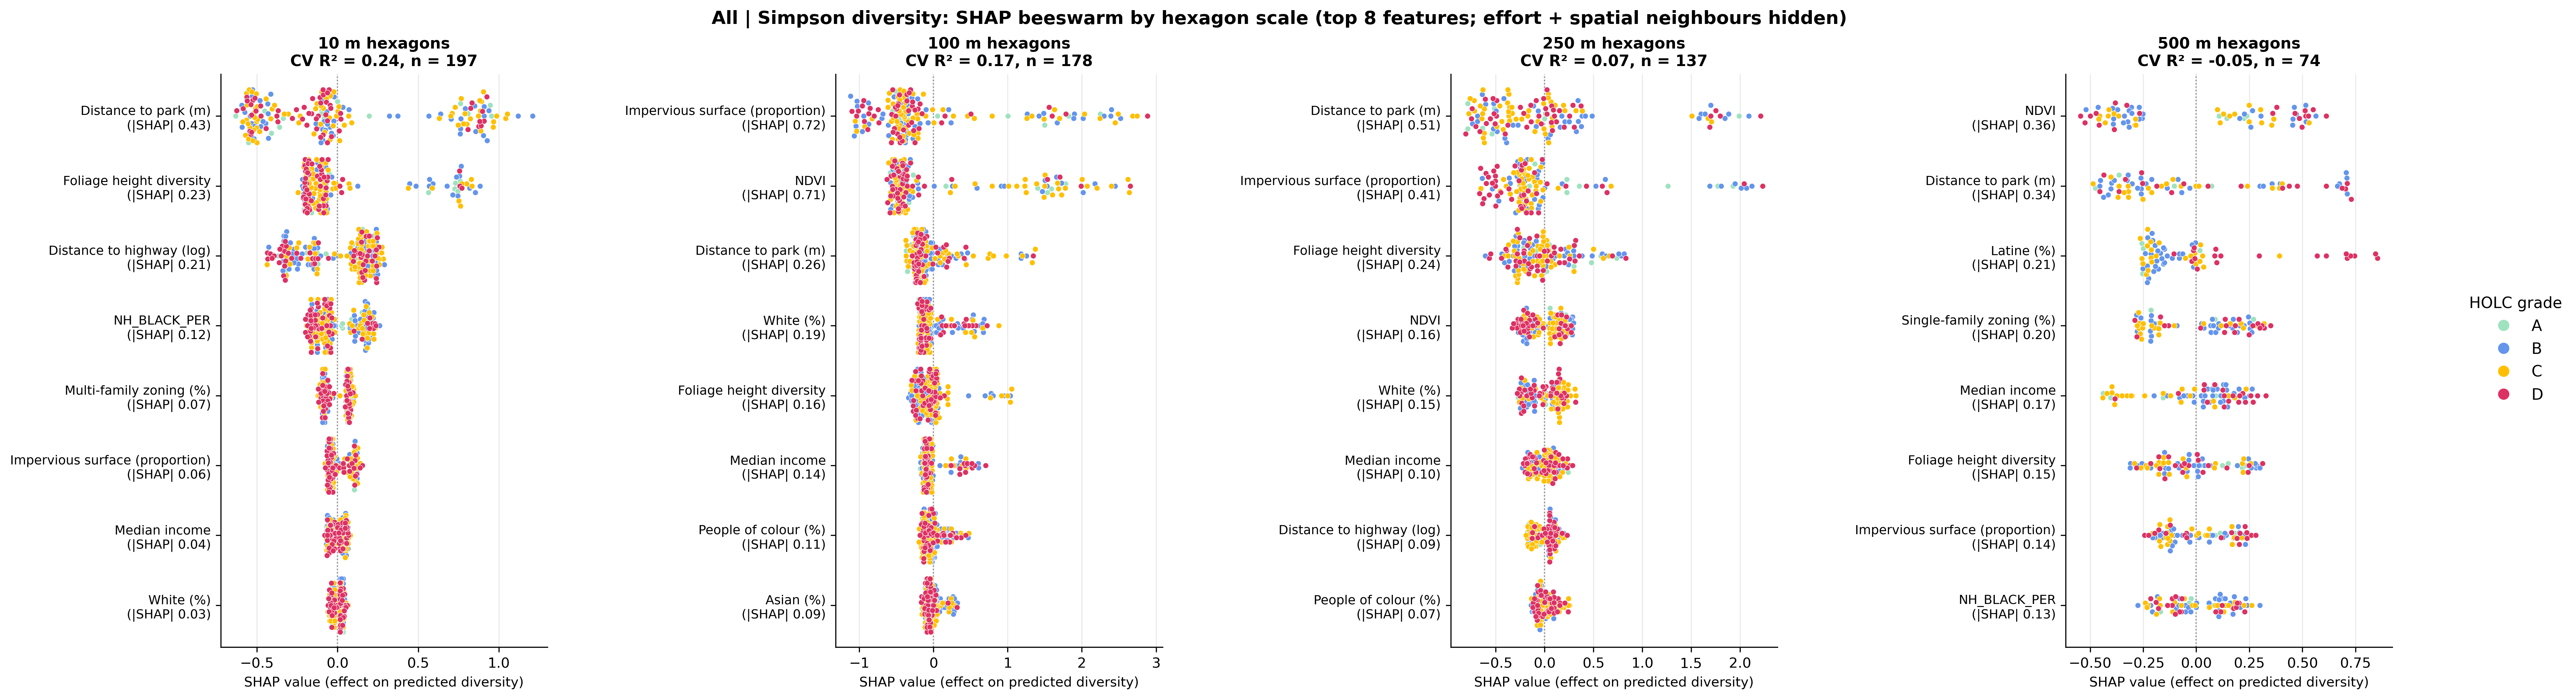 All | Simpson diversity: SHAP beeswarm by hexagon scale (top 8 features; effort + spatial neighbours hidden)
10 m hexagons
CV R² = 0.24, n = 197
Distance to park (m)
(|SHAP| 0.43)
Foliage height diversity
(|SHAP| 0.23)
Distance to highway (log)
(|SHAP| 0.21)
NH_BLACK_PER
(|SHAP| 0.12)
Multi-family zoning (%)
(|SHAP| 0.07)
Impervious surface (proportion)
(|SHAP| 0.06)
Median income
(|SHAP| 0.04)
White (%)
(|SHAP| 0.03)
−0.5 0.0 0.5 1.0
SHAP value (effect on predicted diversity)
100 m hexagons
CV R² = 0.17, n = 178
Impervious surface (proportion)
(|SHAP| 0.72)
NDVI
(|SHAP| 0.71)
Distance to park (m)
(|SHAP| 0.26)
White (%)
(|SHAP| 0.19)
Foliage height diversity
(|SHAP| 0.16)
Median income
(|SHAP| 0.14)
People of colour (%)
(|SHAP| 0.11)
Asian (%)
(|SHAP| 0.09)
−1 0 1 2 3
SHAP value (effect on predicted diversity)
250 m hexagons
CV R² = 0.07, n = 137
Distance to park (m)
(|SHAP| 0.51)
Impervious surface (proportion)
(|SHAP| 0.41)
Foliage height diversity
(|SHAP| 0.24)
NDVI
(|SHAP| 0.16)
White (%)
(|SHAP| 0.15)
Median income
(|SHAP| 0.10)
Distance to highway (log)
(|SHAP| 0.09)
People of colour (%)
(|SHAP| 0.07)
−0.5 0.0 0.5 1.0 1.5 2.0
SHAP value (effect on predicted diversity)
500 m hexagons
CV R² = -0.05, n = 74
NDVI
(|SHAP| 0.36)
Distance to park (m)
(|SHAP| 0.34)
Latine (%)
(|SHAP| 0.21)
Single-family zoning (%)
(|SHAP| 0.20)
Median income
(|SHAP| 0.17)
Foliage height diversity
(|SHAP| 0.15)
Impervious surface (proportion)
(|SHAP| 0.14)
NH_BLACK_PER
(|SHAP| 0.13)
−0.50 −0.25 0.00 0.25 0.50 0.75
SHAP value (effect on predicted diversity)
HOLC grade
A
B
C
D